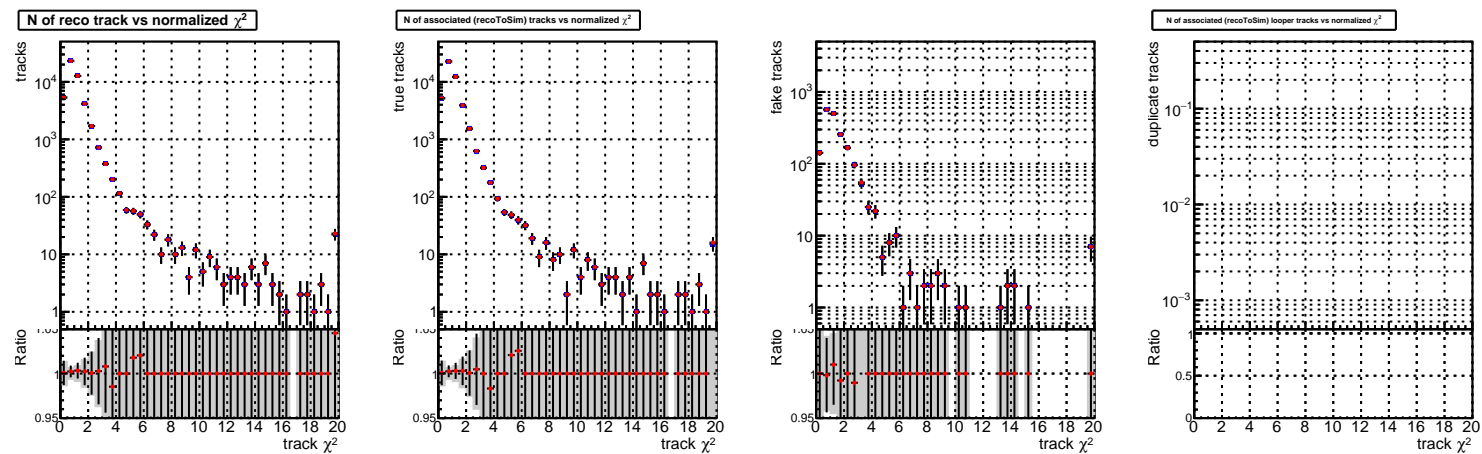 N of reco track vs normalized χ²
tracks
10⁴
10³
10²
10
1
Ratio
1.05
1
0.95
0 2 4 6 8 10 12 14 16 18 20
track χ²
N of associated (recoToSim) tracks vs normalized χ²
true tracks
10⁴
10³
10²
10
1
Ratio
1.05
1
0.95
0 2 4 6 8 10 12 14 16 18 20
track χ²
fake tracks
10³
10²
10
1
Ratio
1.05
1
0.95
0 2 4 6 8 10 12 14 16 18 20
track χ²
N of associated (recoToSim) looper tracks vs normalized χ²
duplicate tracks
10⁻¹
10⁻²
10⁻³
Ratio
1
0.5
0
0 2 4 6 8 10 12 14 16 18 20
track χ²